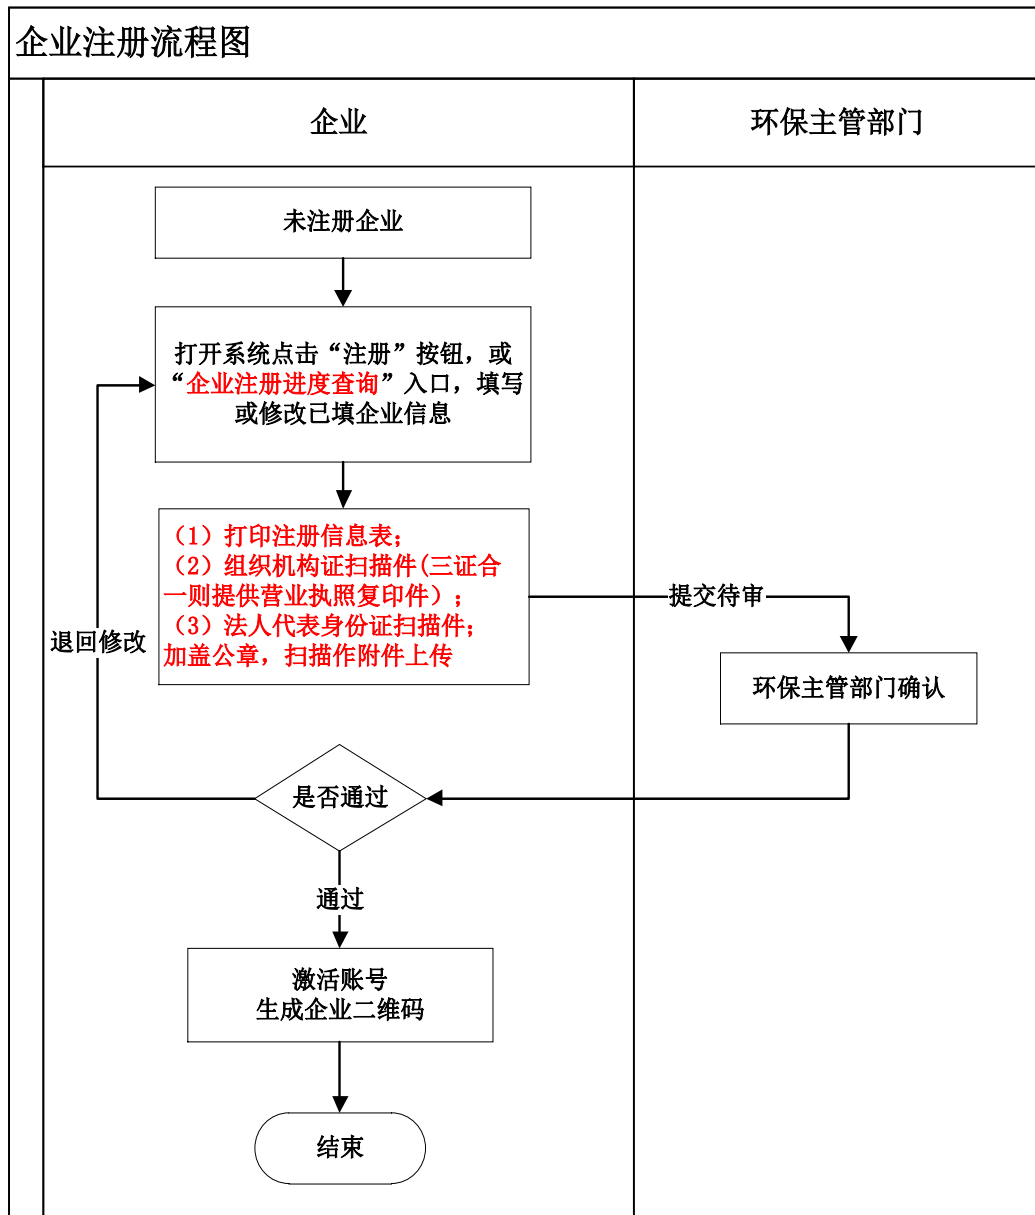 企业注册流程图
企业
环保主管部门
未注册企业
打开系统点击“注册”按钮，或
“企业注册进度查询”入口，填写
或修改已填企业信息
（1）打印注册信息表；
（2）组织机构证扫描件(三证合
一则提供营业执照复印件）；
（3）法人代表身份证扫描件；
加盖公章，扫描作附件上传
提交待审
退回修改
环保主管部门确认
是否通过
通过
激活账号
生成企业二维码
结束